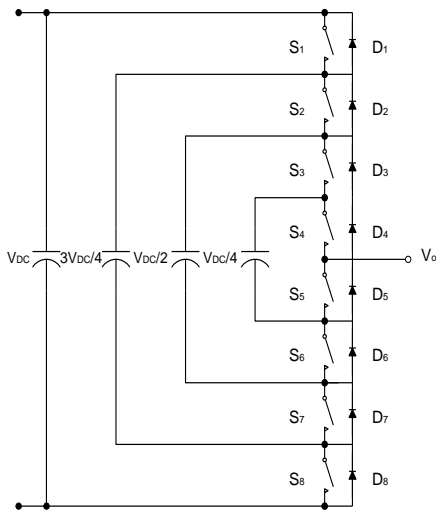 S1 D1
S2 D2
S3 D3
S4 D4
VDC 3VDC/4 VDC/2 VDC/4 Vo
S5 D5
S6 D6
S7 D7
S8 D8